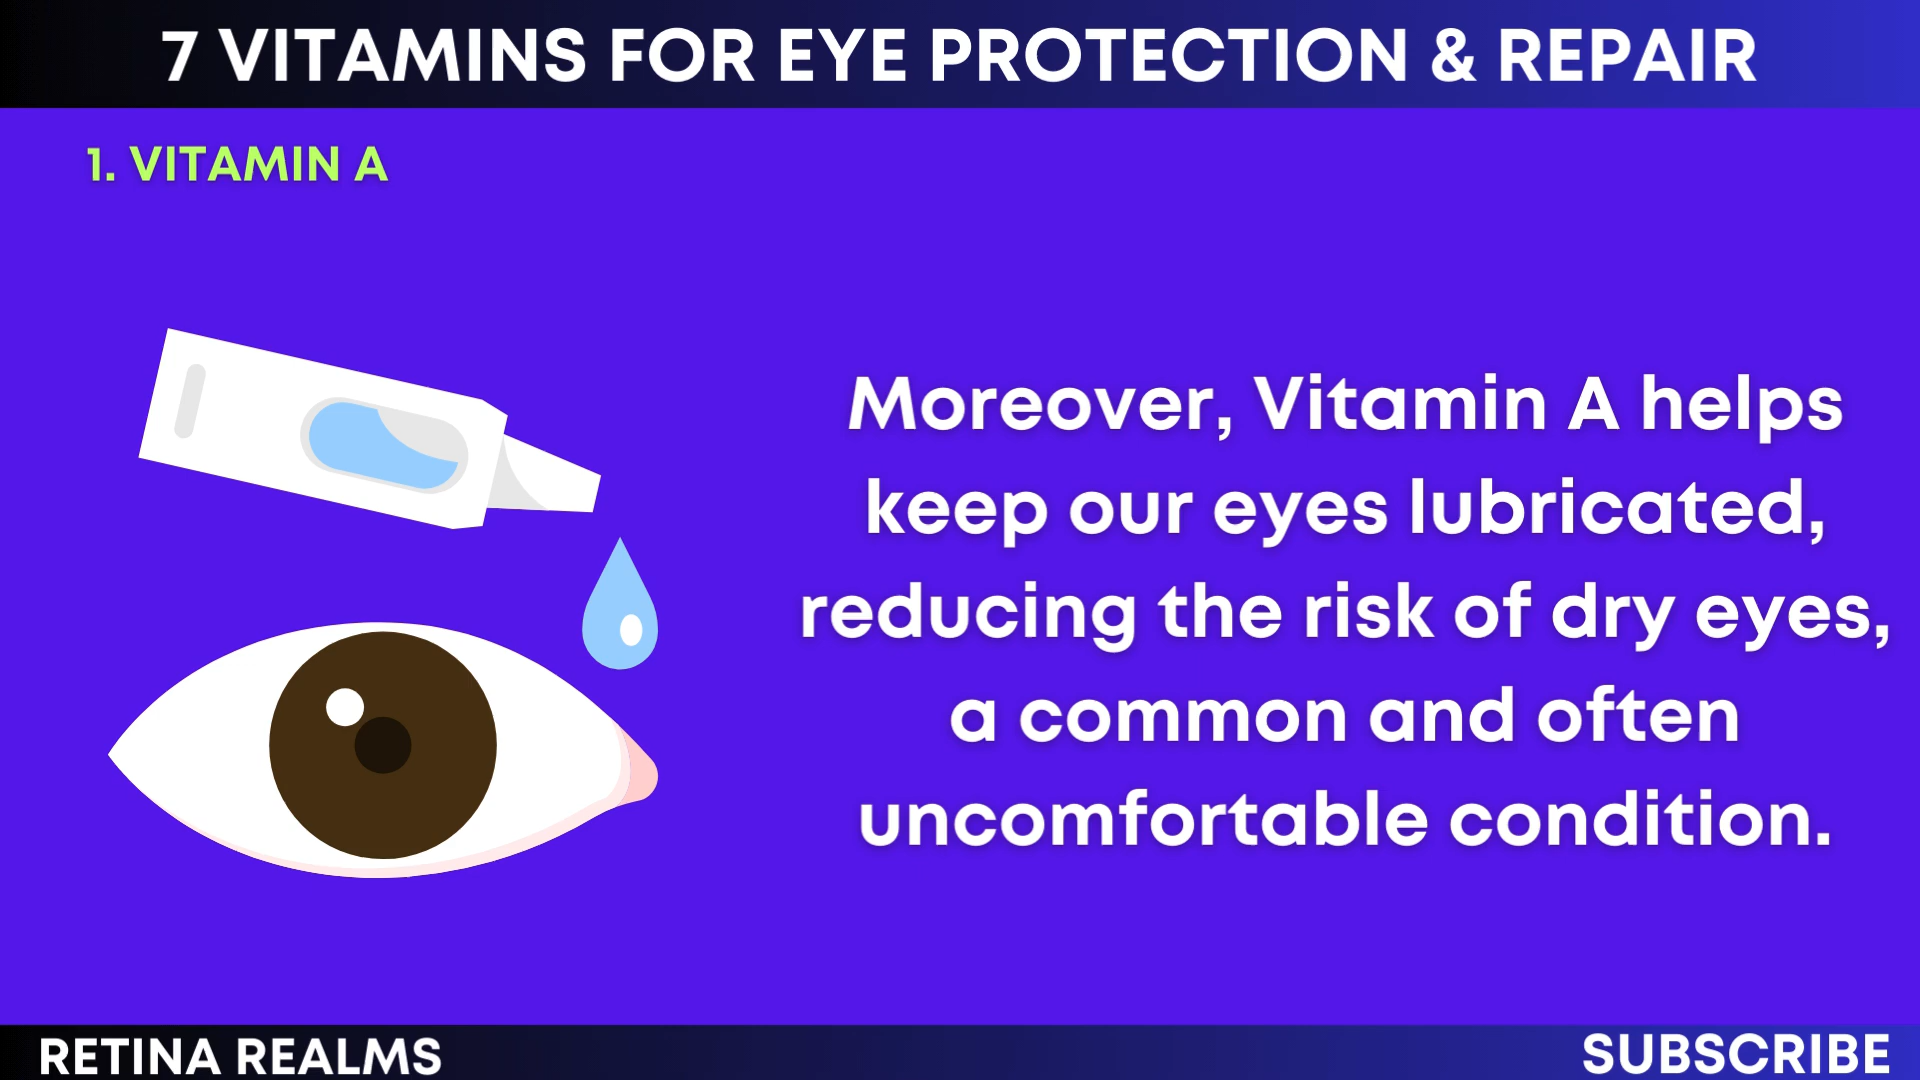 7 VITAMINS FOR EYE PROTECTION & REPAIR
1. VITAMIN A
Moreover, Vitamin A helps
keep our eyes lubricated,
reducing the risk of dry eyes,
a common and often
uncomfortable condition.
RETINA REALMS
SUBSCRIBE